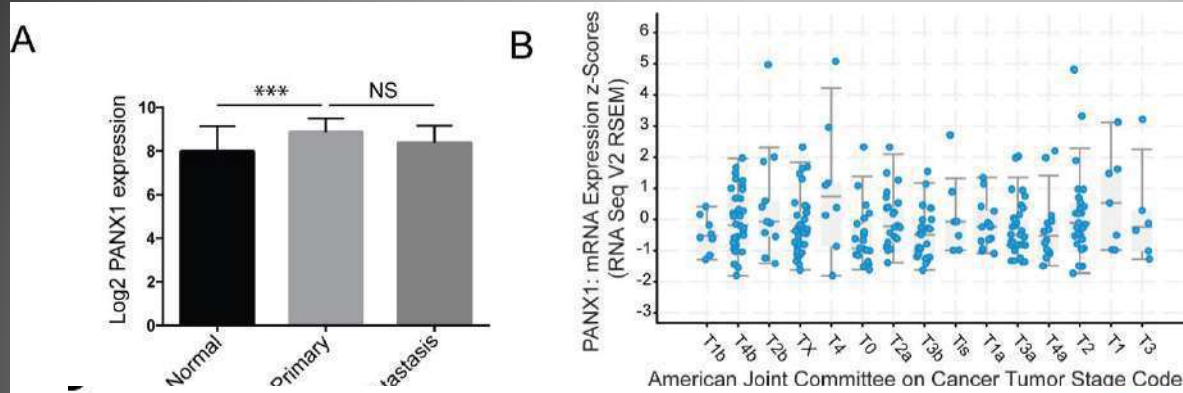 A
B
*** NS
Log2 PANX1 expression
10
8
6
4
2
0
Normal
Primary
tastasis
PANX1: mRNA Expression z-Scores
(RNA Seq V2 RSEM)
6
5
4
3
2
1
0
-1
-2
-3
T1b T4b T2b TX T4 T0 T2a T3b Tis T1a T3a T4a T2 T1 T3
American Joint Committee on Cancer Tumor Stage Code